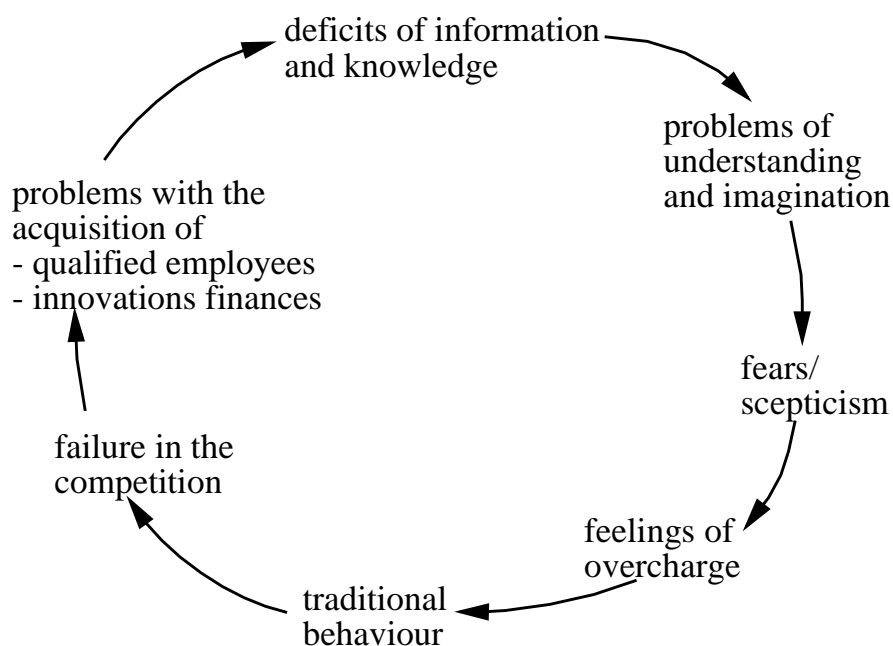 deficits of information
and knowledge
problems of
understanding
and imagination
fears/
scepticism
feelings of
overcharge
traditional
behaviour
failure in the
competition
problems with the
acquisition of
- qualified employees
- innovations finances